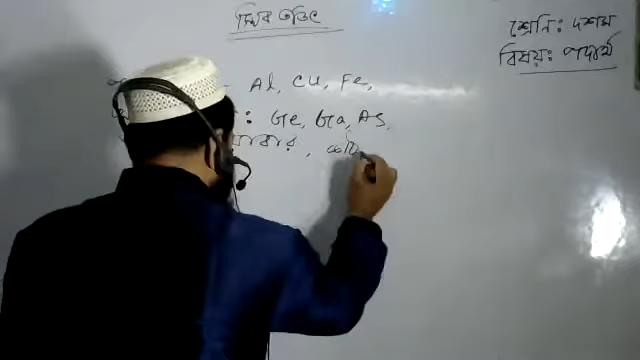 স্থির তড়িৎ
শ্রেনি: দশম
বিষয়: পদার্থ
Al, Cu, Fe,
: Ge, Ga, As,
রাবার,